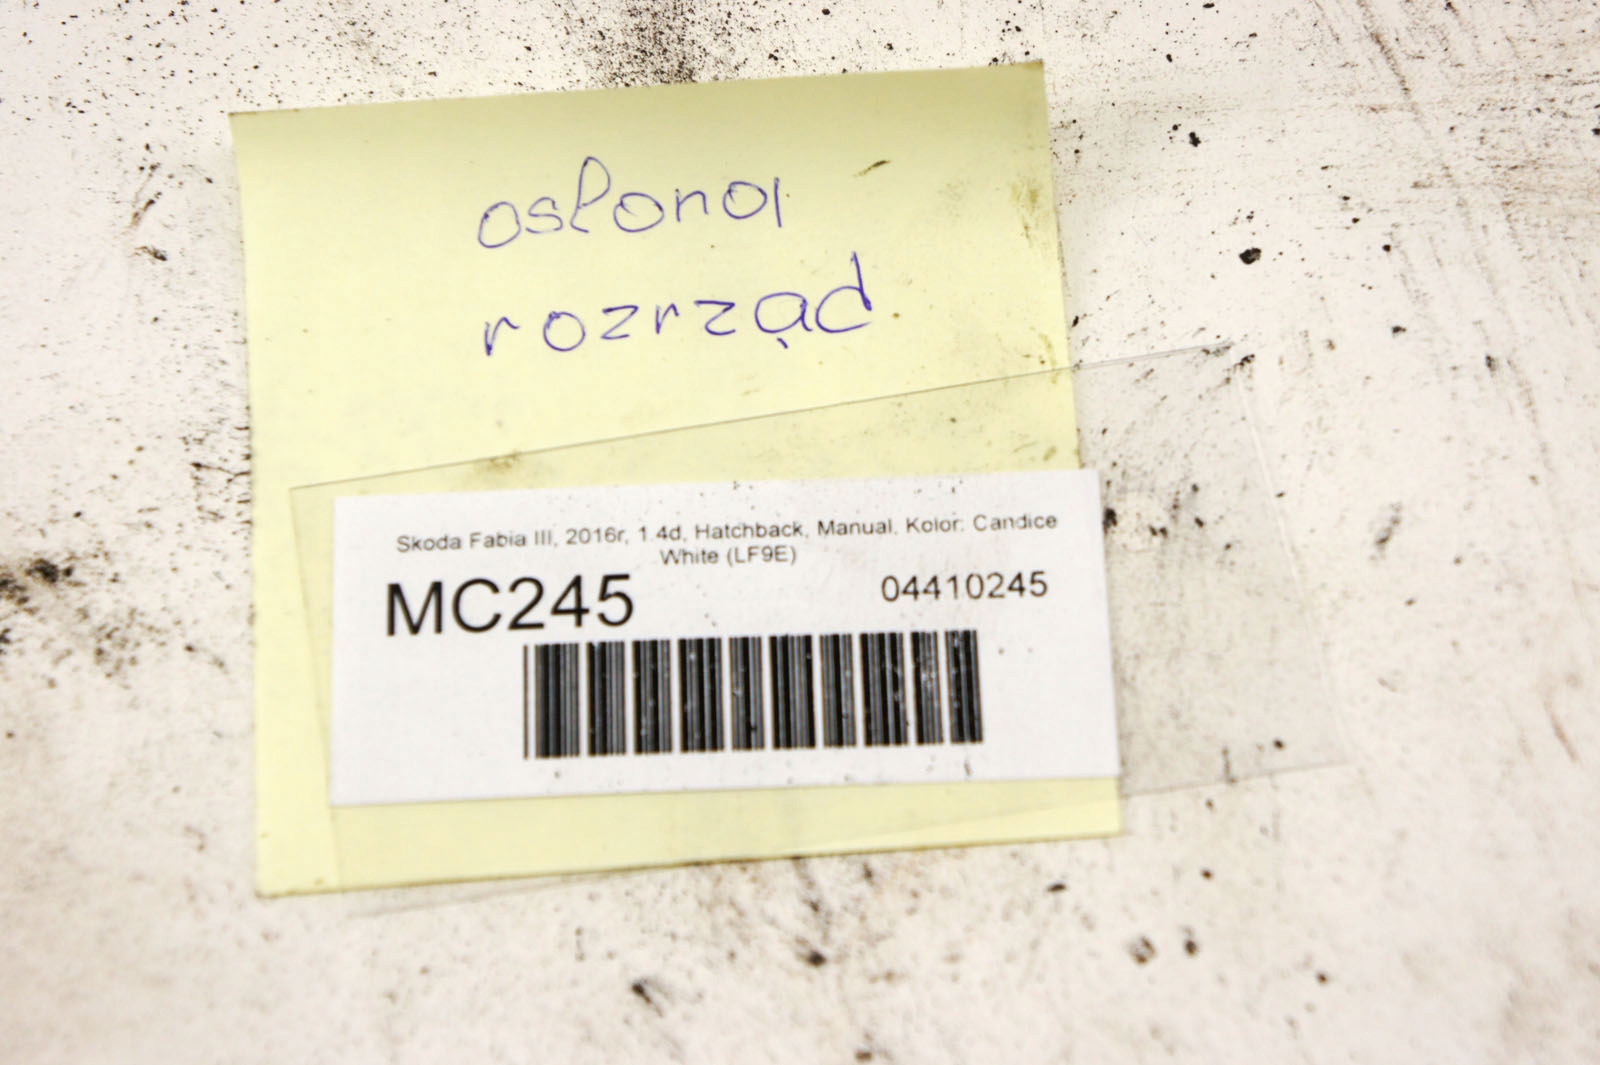 osłona
rozrząd
Skoda Fabia III, 2016r, 1.4d, Hatchback, Manual, Kolor: Candice
White (LF9E)
MC245
04410245